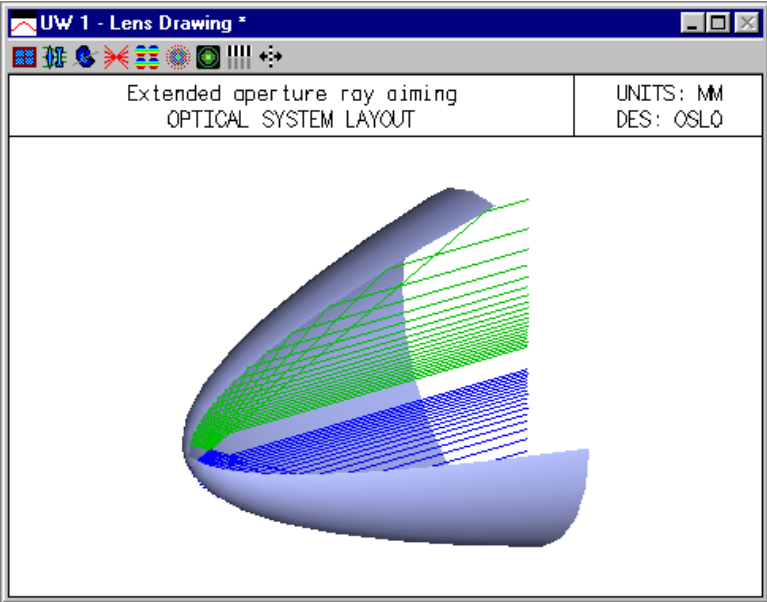 UW 1 - Lens Drawing *
Extended aperture ray aiming
OPTICAL SYSTEM LAYOUT
UNITS: MM
DES: OSLO